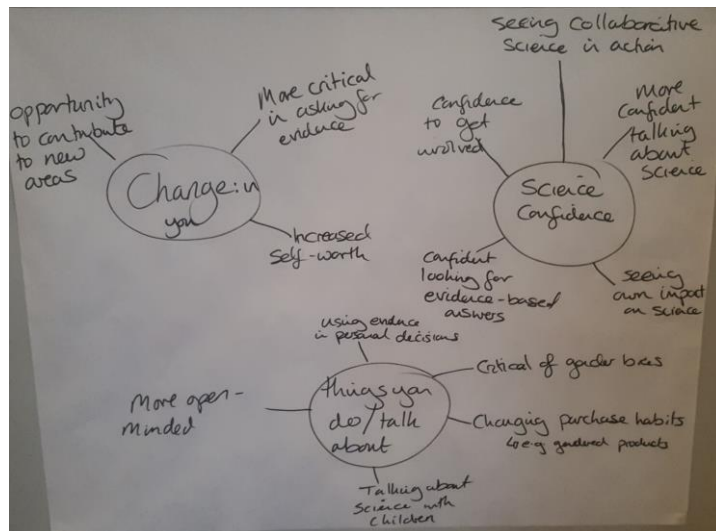 opportunity
to contribute
to new
areas
More critical
in asking for
evidence
Change: in
you
Increased
self-worth
seeing collaborative
science in action
Confidence
to get
involved
More
confident
talking
about
science
Science
Confidence
Confident
looking for
evidence-based
answers
seeing
own impact
on science
using evidence
in personal decisions
Critical of gender bias
More open-
minded
things you
do/talk
about
Changing purchase habits
↳ e.g gendered products
Talking about
science with
children